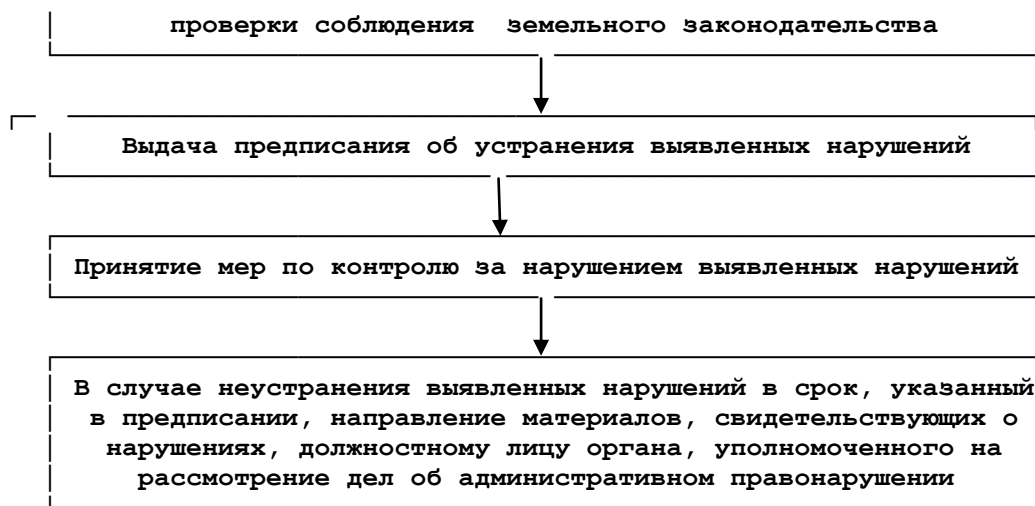 проверки соблюдения земельного законодательства
Выдача предписания об устранения выявленных нарушений
Принятие мер по контролю за нарушением выявленных нарушений
В случае неустранения выявленных нарушений в срок, указанный
в предписании, направление материалов, свидетельствующих о
нарушениях, должностному лицу органа, уполномоченного на
рассмотрение дел об административном правонарушении